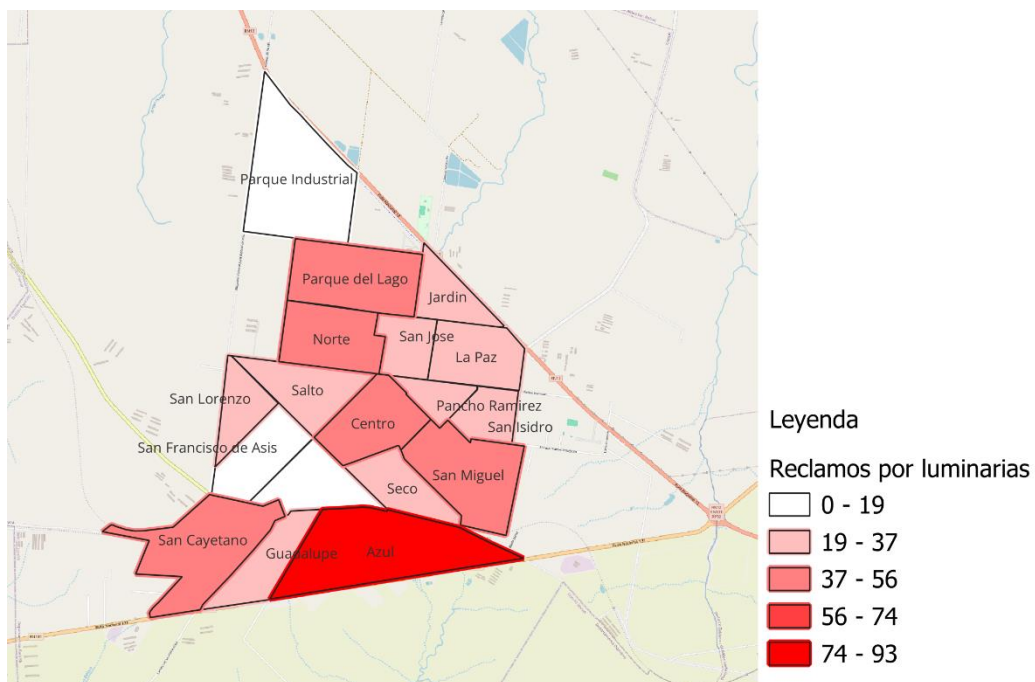 Parque Industrial
Parque del Lago
Jardin
Norte
San Jose
La Paz
San Lorenzo
Salto
Pancho Ramirez
Centro
San Isidro
San Francisco de Asis
San Miguel
Seco
San Cayetano
Guadalupe
Azul
Leyenda
Reclamos por luminarias
0 - 19
19 - 37
37 - 56
56 - 74
74 - 93